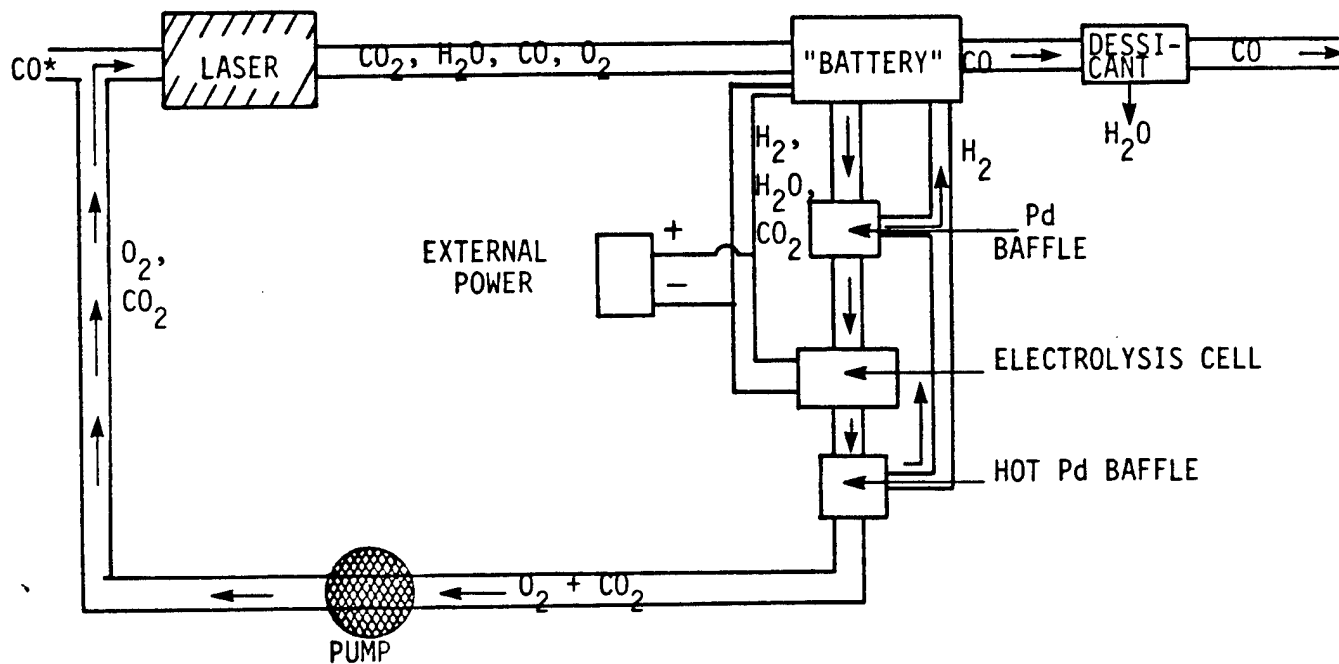 CO*
LASER
CO₂, H₂O, CO, O₂
"BATTERY"
CO
DESSI-
CANT
CO
H₂O
H₂,
H₂O,
CO₂
H₂
Pd
BAFFLE
+
EXTERNAL
POWER
−
O₂,
CO₂
ELECTROLYSIS CELL
HOT Pd BAFFLE
O₂ + CO₂
PUMP